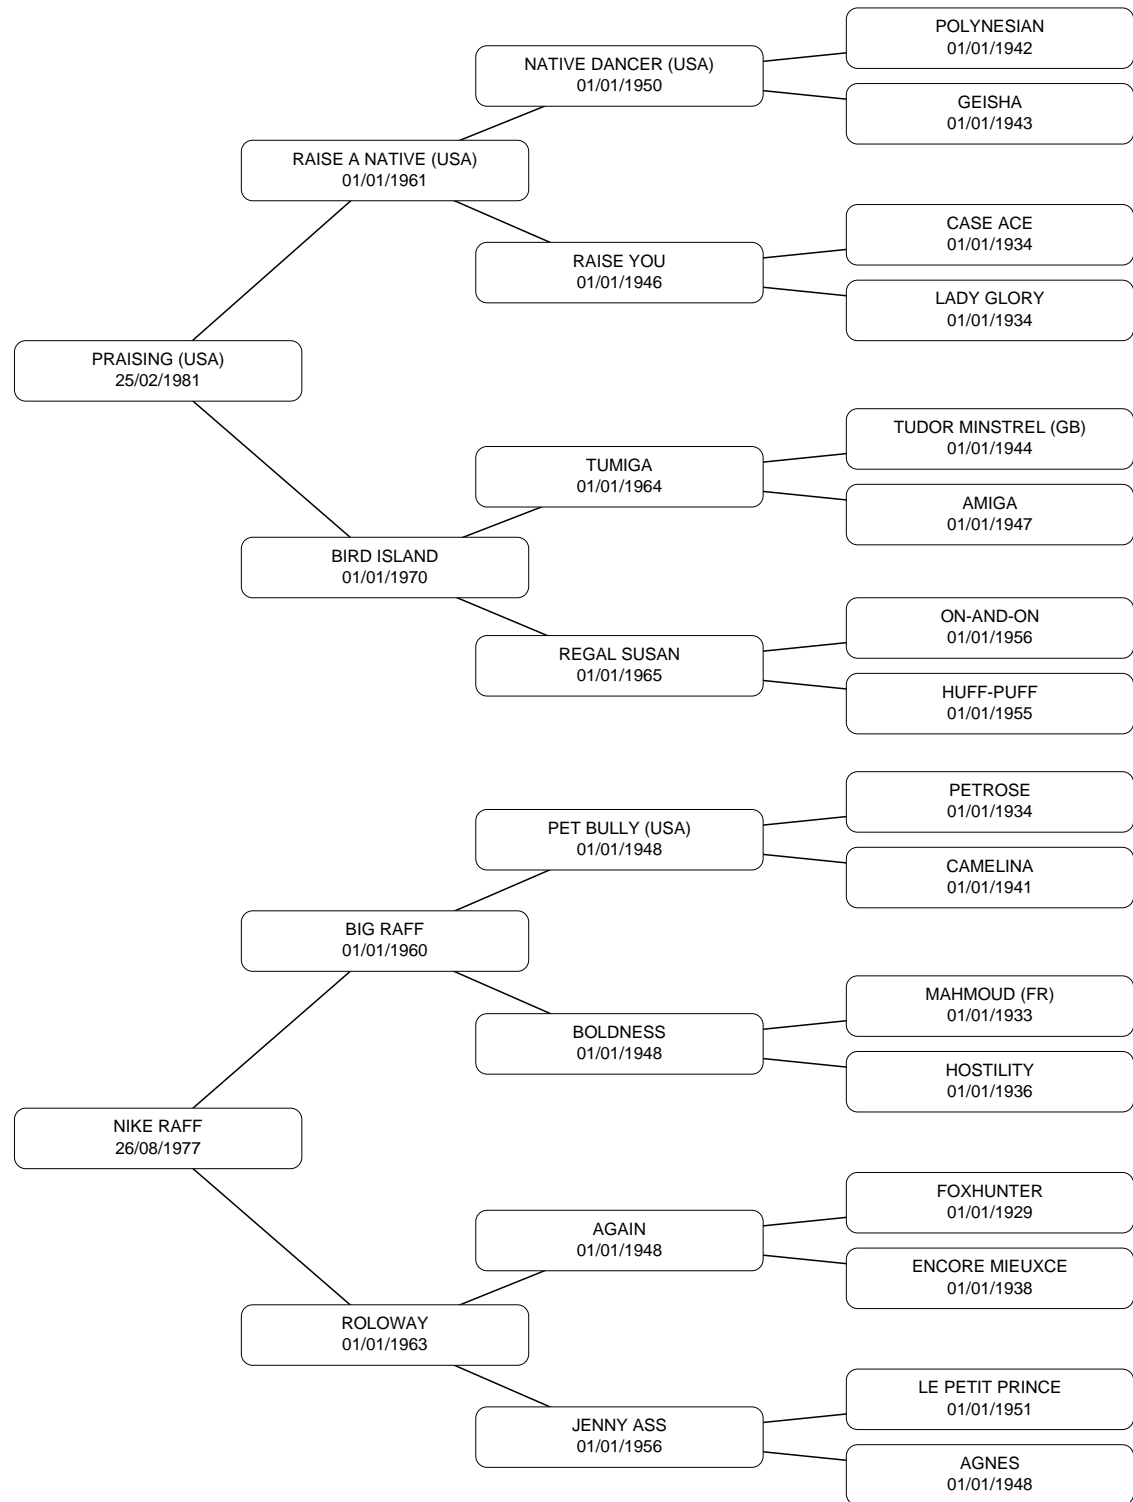 POLYNESIAN
01/01/1942
NATIVE DANCER (USA)
01/01/1950
GEISHA
01/01/1943
RAISE A NATIVE (USA)
01/01/1961
CASE ACE
01/01/1934
RAISE YOU
01/01/1946
LADY GLORY
01/01/1934
PRAISING (USA)
25/02/1981
TUDOR MINSTREL (GB)
01/01/1944
TUMIGA
01/01/1964
AMIGA
01/01/1947
BIRD ISLAND
01/01/1970
ON-AND-ON
01/01/1956
REGAL SUSAN
01/01/1965
HUFF-PUFF
01/01/1955
PETROSE
01/01/1934
PET BULLY (USA)
01/01/1948
CAMELINA
01/01/1941
BIG RAFF
01/01/1960
MAHMOUD (FR)
01/01/1933
BOLDNESS
01/01/1948
HOSTILITY
01/01/1936
NIKE RAFF
26/08/1977
FOXHUNTER
01/01/1929
AGAIN
01/01/1948
ENCORE MIEUXCE
01/01/1938
ROLOWAY
01/01/1963
LE PETIT PRINCE
01/01/1951
JENNY ASS
01/01/1956
AGNES
01/01/1948